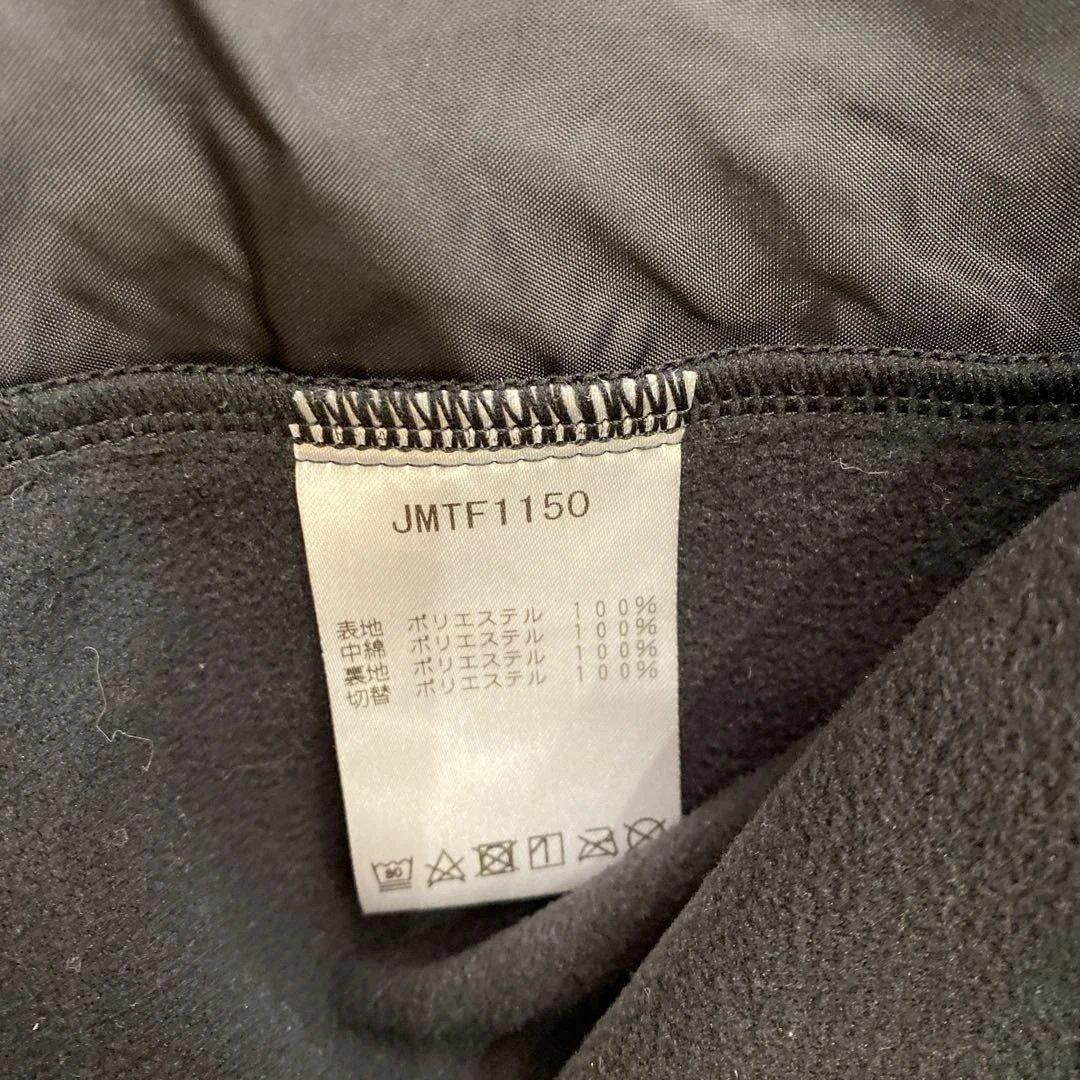 JMTF1150
表地 ポリエステル 100%
中綿 ポリエステル 100%
裏地 ポリエステル 100%
切替 ポリエステル 100%